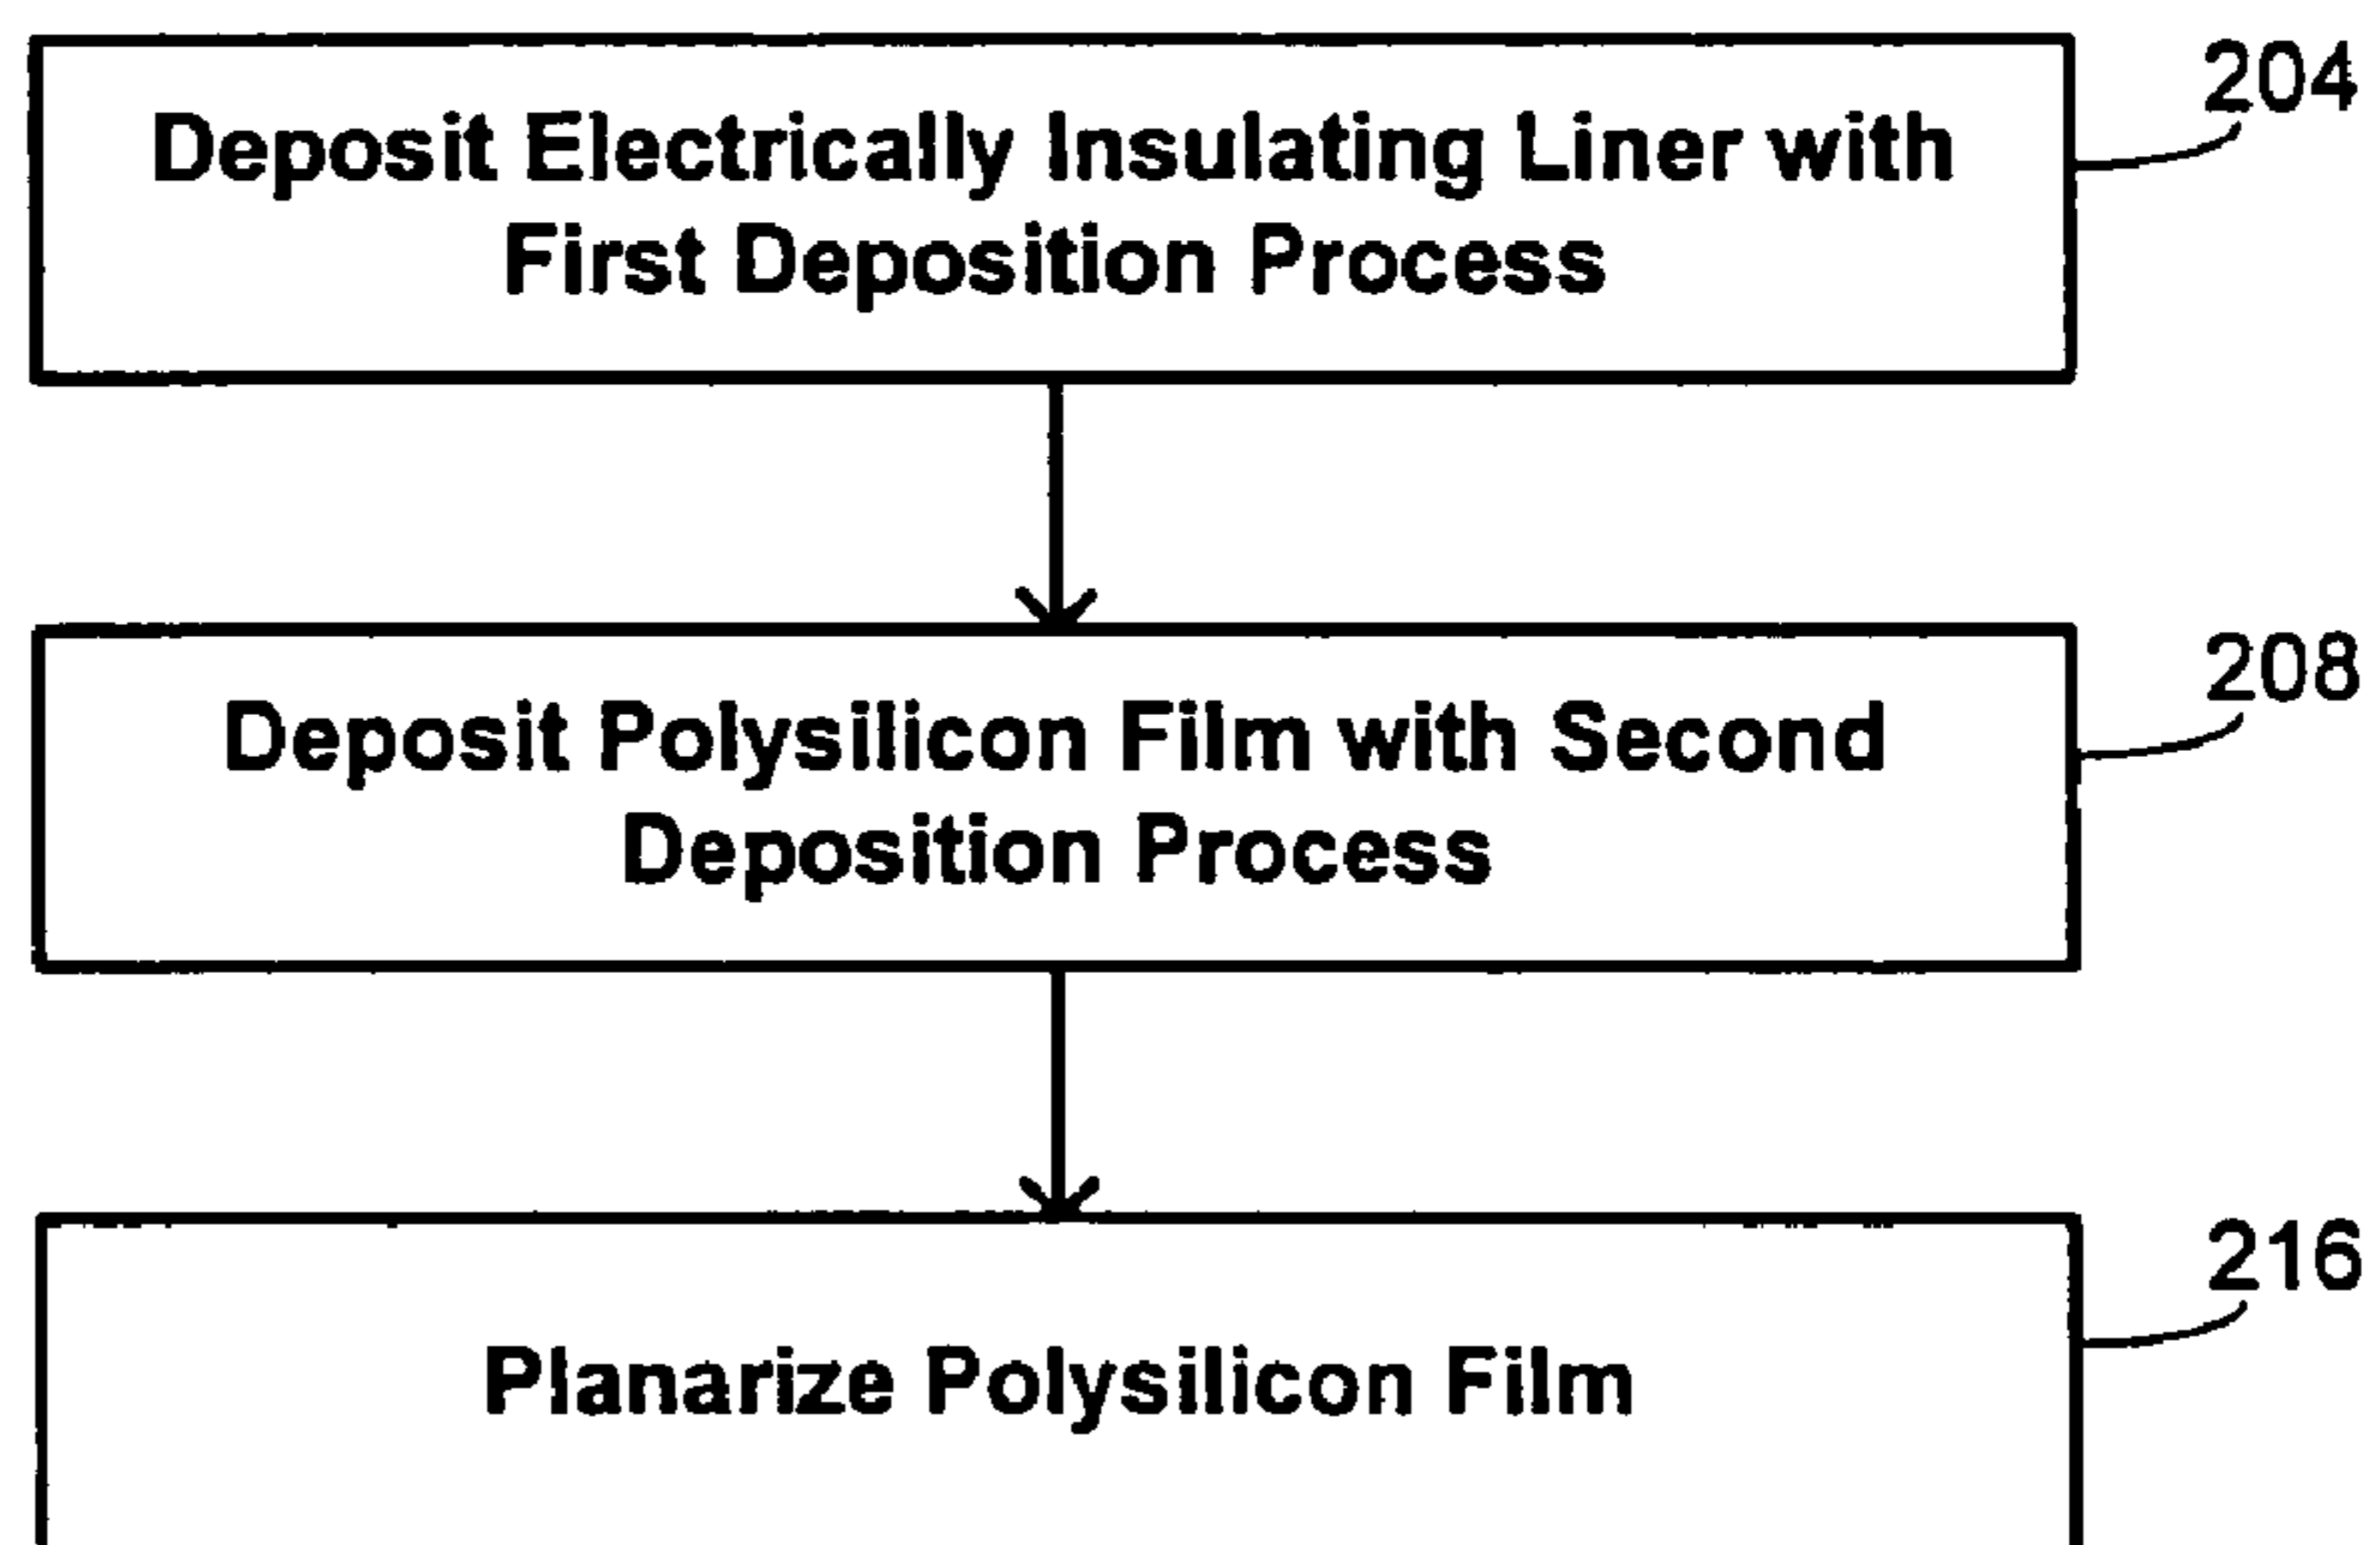 204
Deposit Electrically Insulating Liner with
First Deposition Process
208
Deposit Polysilicon Film with Second
Deposition Process
216
Planarize Polysilicon Film